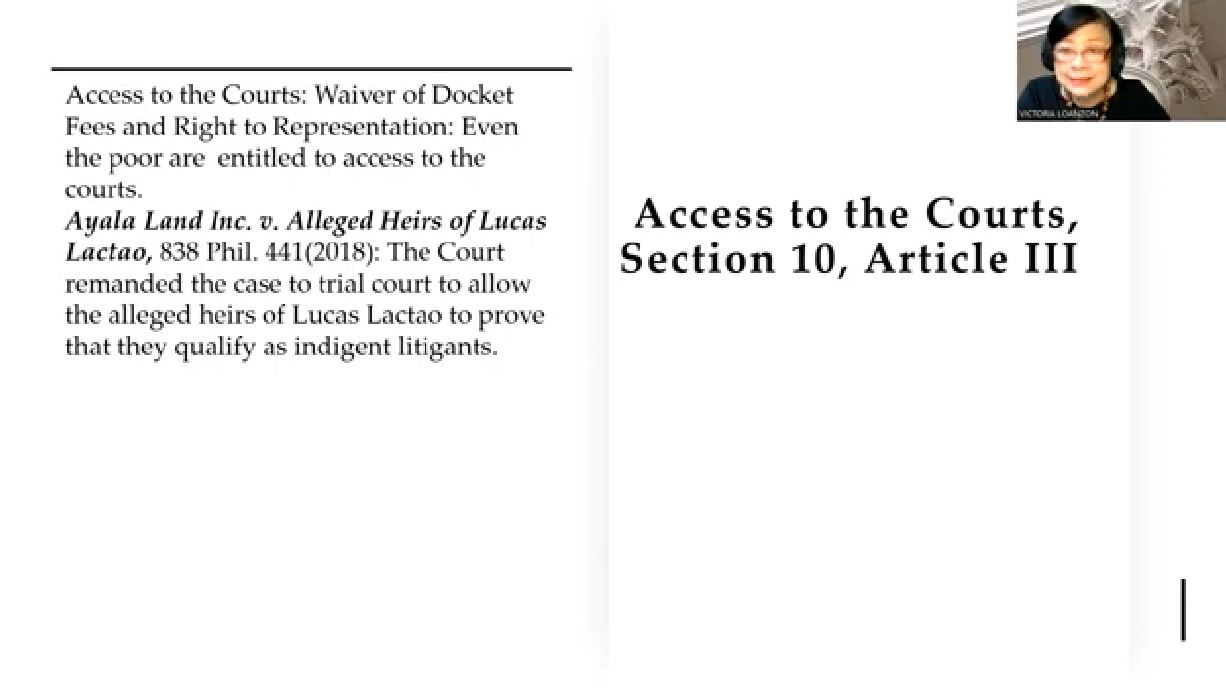 Access to the Courts: Waiver of Docket
Fees and Right to Representation: Even
the poor are entitled to access to the
courts.
Ayala Land Inc. v. Alleged Heirs of Lucas
Lactao, 838 Phil. 441(2018): The Court
remanded the case to trial court to allow
the alleged heirs of Lucas Lactao to prove
that they qualify as indigent litigants.
Access to the Courts,
Section 10, Article III
VICTORIA LOANZON